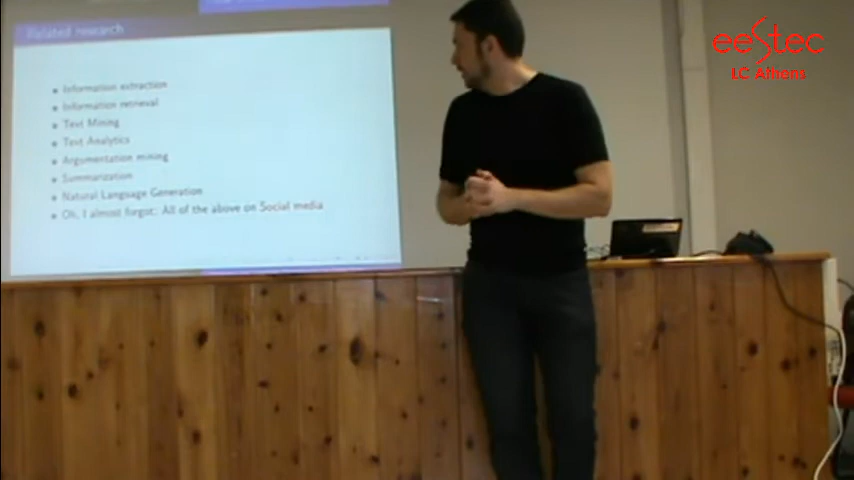 Related research
Information extraction
Information retrieval
Text Mining
Text Analytics
Argumentation mining
Summarization
Natural Language Generation
Oh, I almost forgot: All of the above on Social media
eeStec
LC Athens